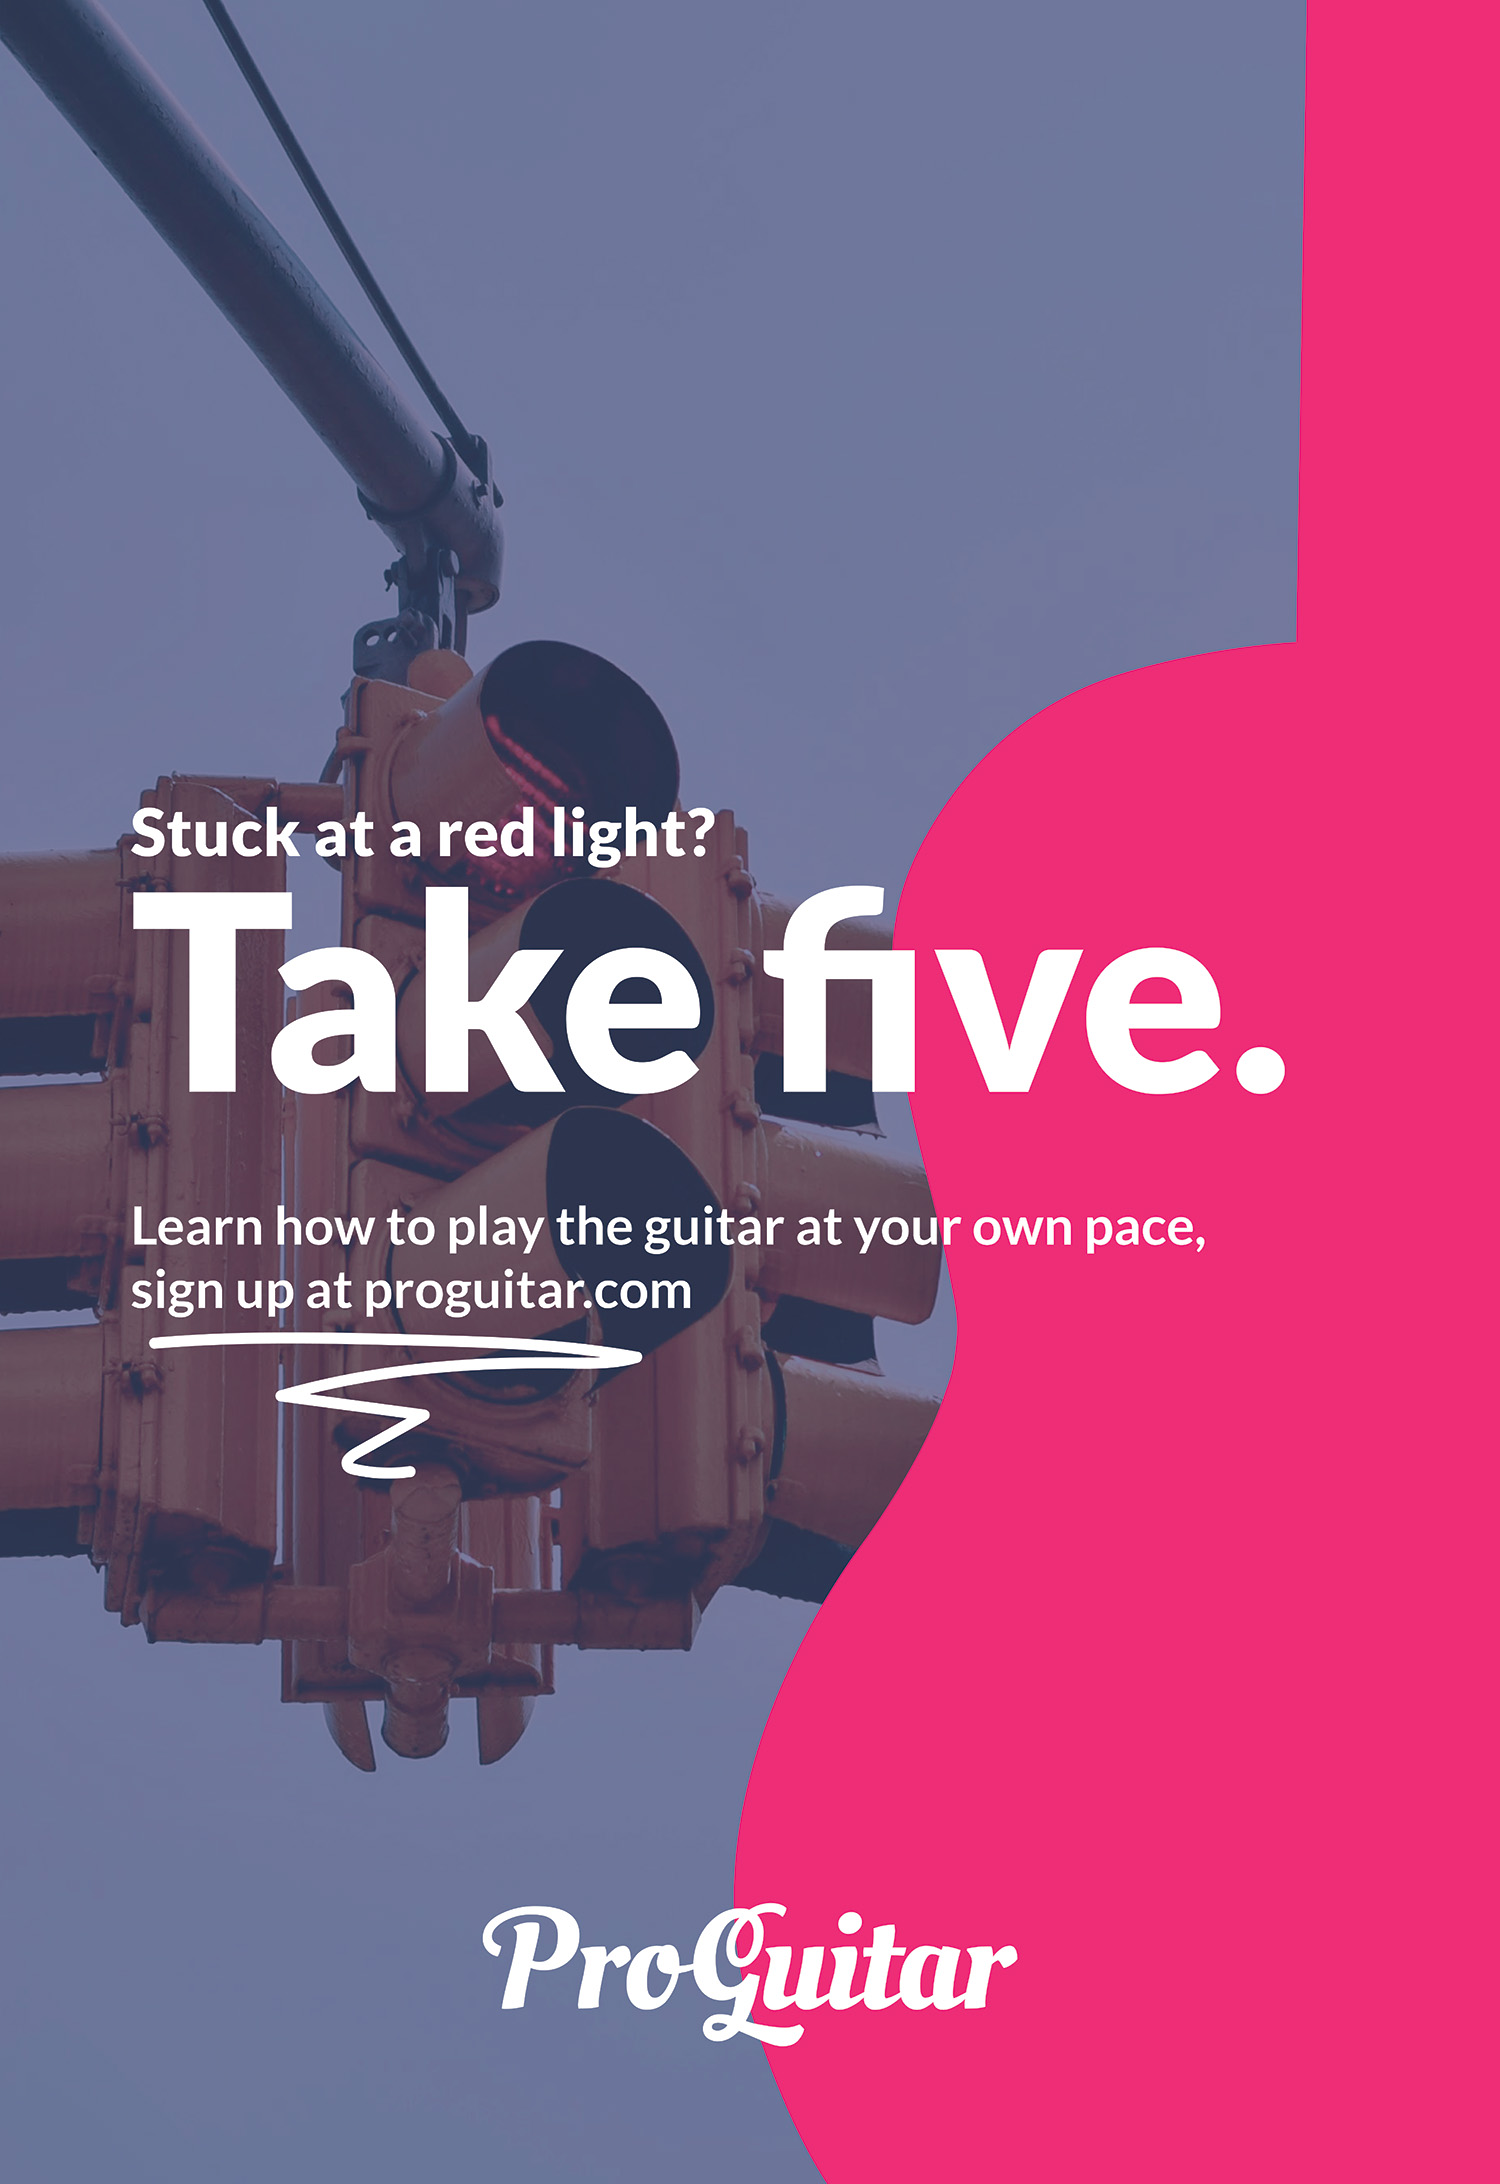 Stuck at a red light?
Take five.
Learn how to play the guitar at your own pace,
sign up at proguitar.com
ProGuitar